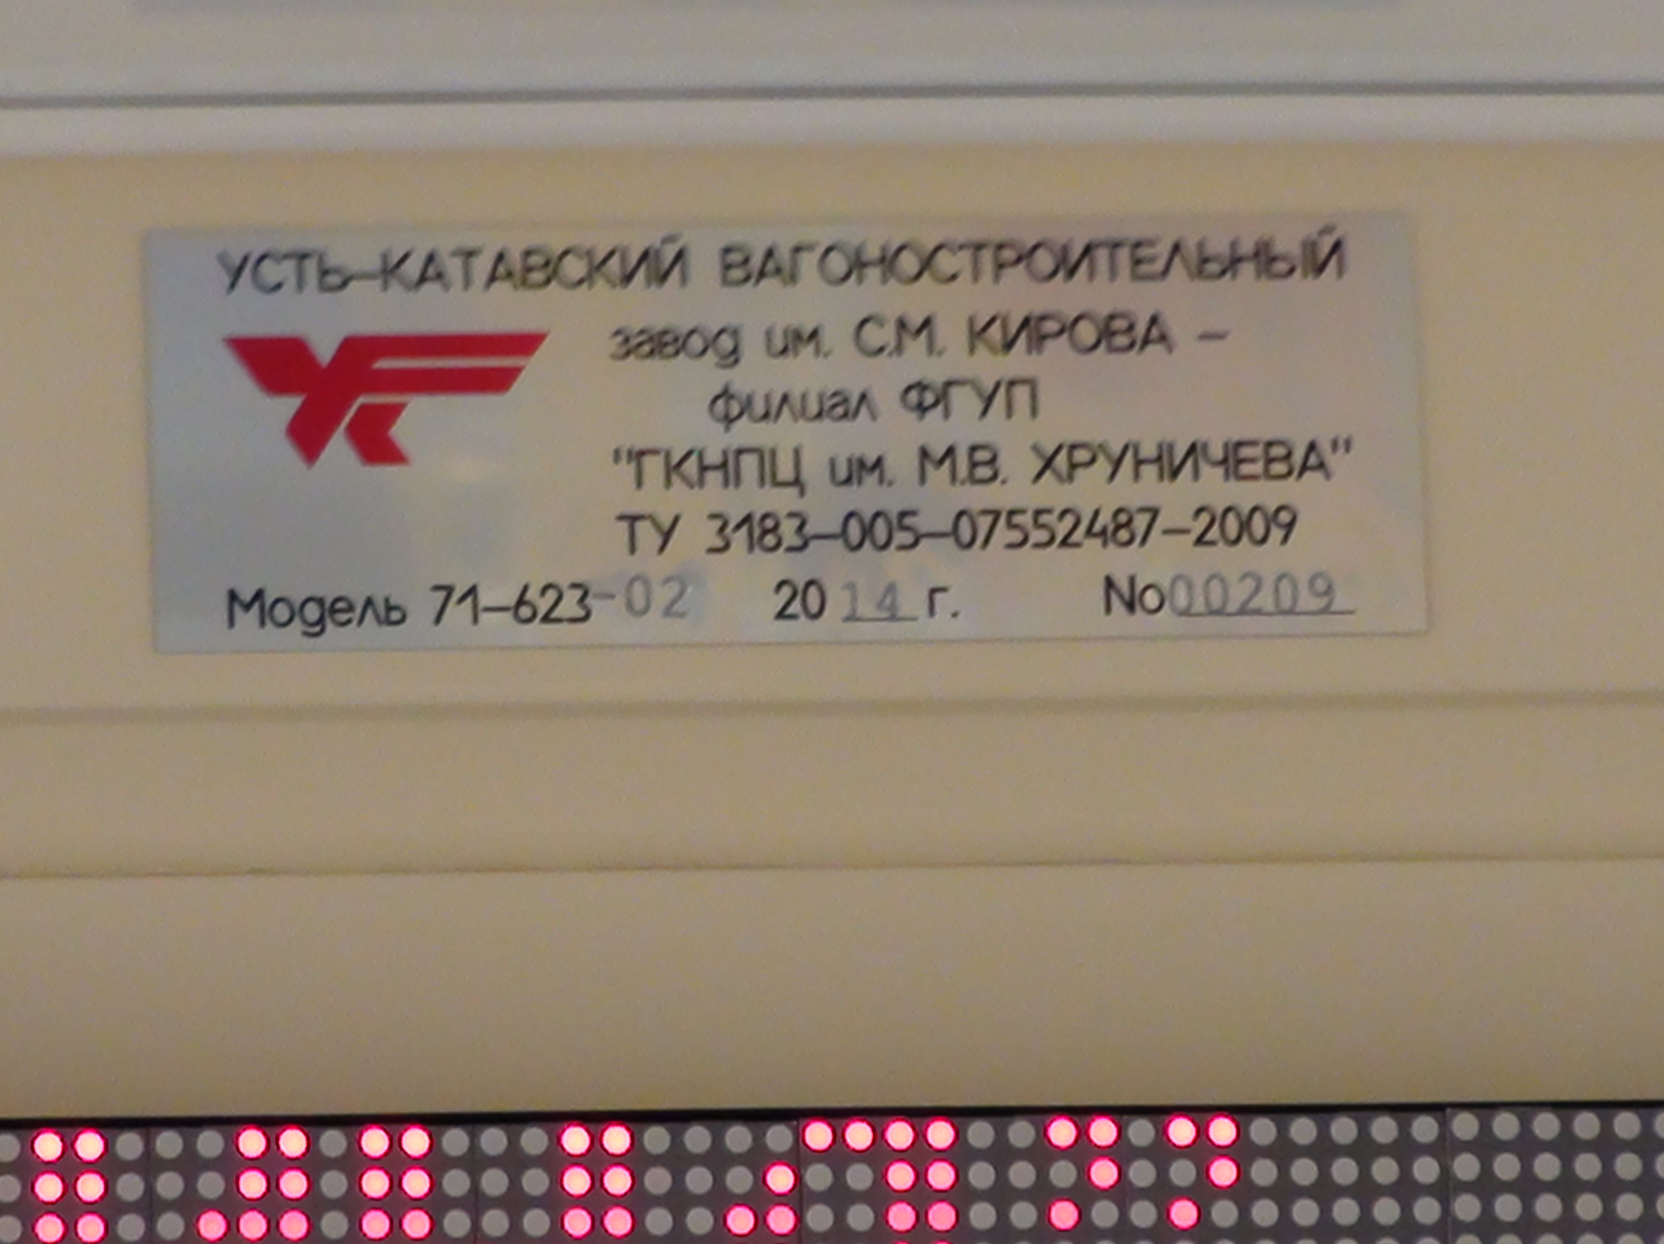 УСТЬ-КАТАВСКИЙ ВАГОНОСТРОИТЕЛЬНЫЙ
завод им. С.М. КИРОВА -
филиал ФГУП
"ГКНПЦ им. М.В. ХРУНИЧЕВА"
ТУ 3183-005-07552487-2009
Модель 71-623-02 2014 г. No00209